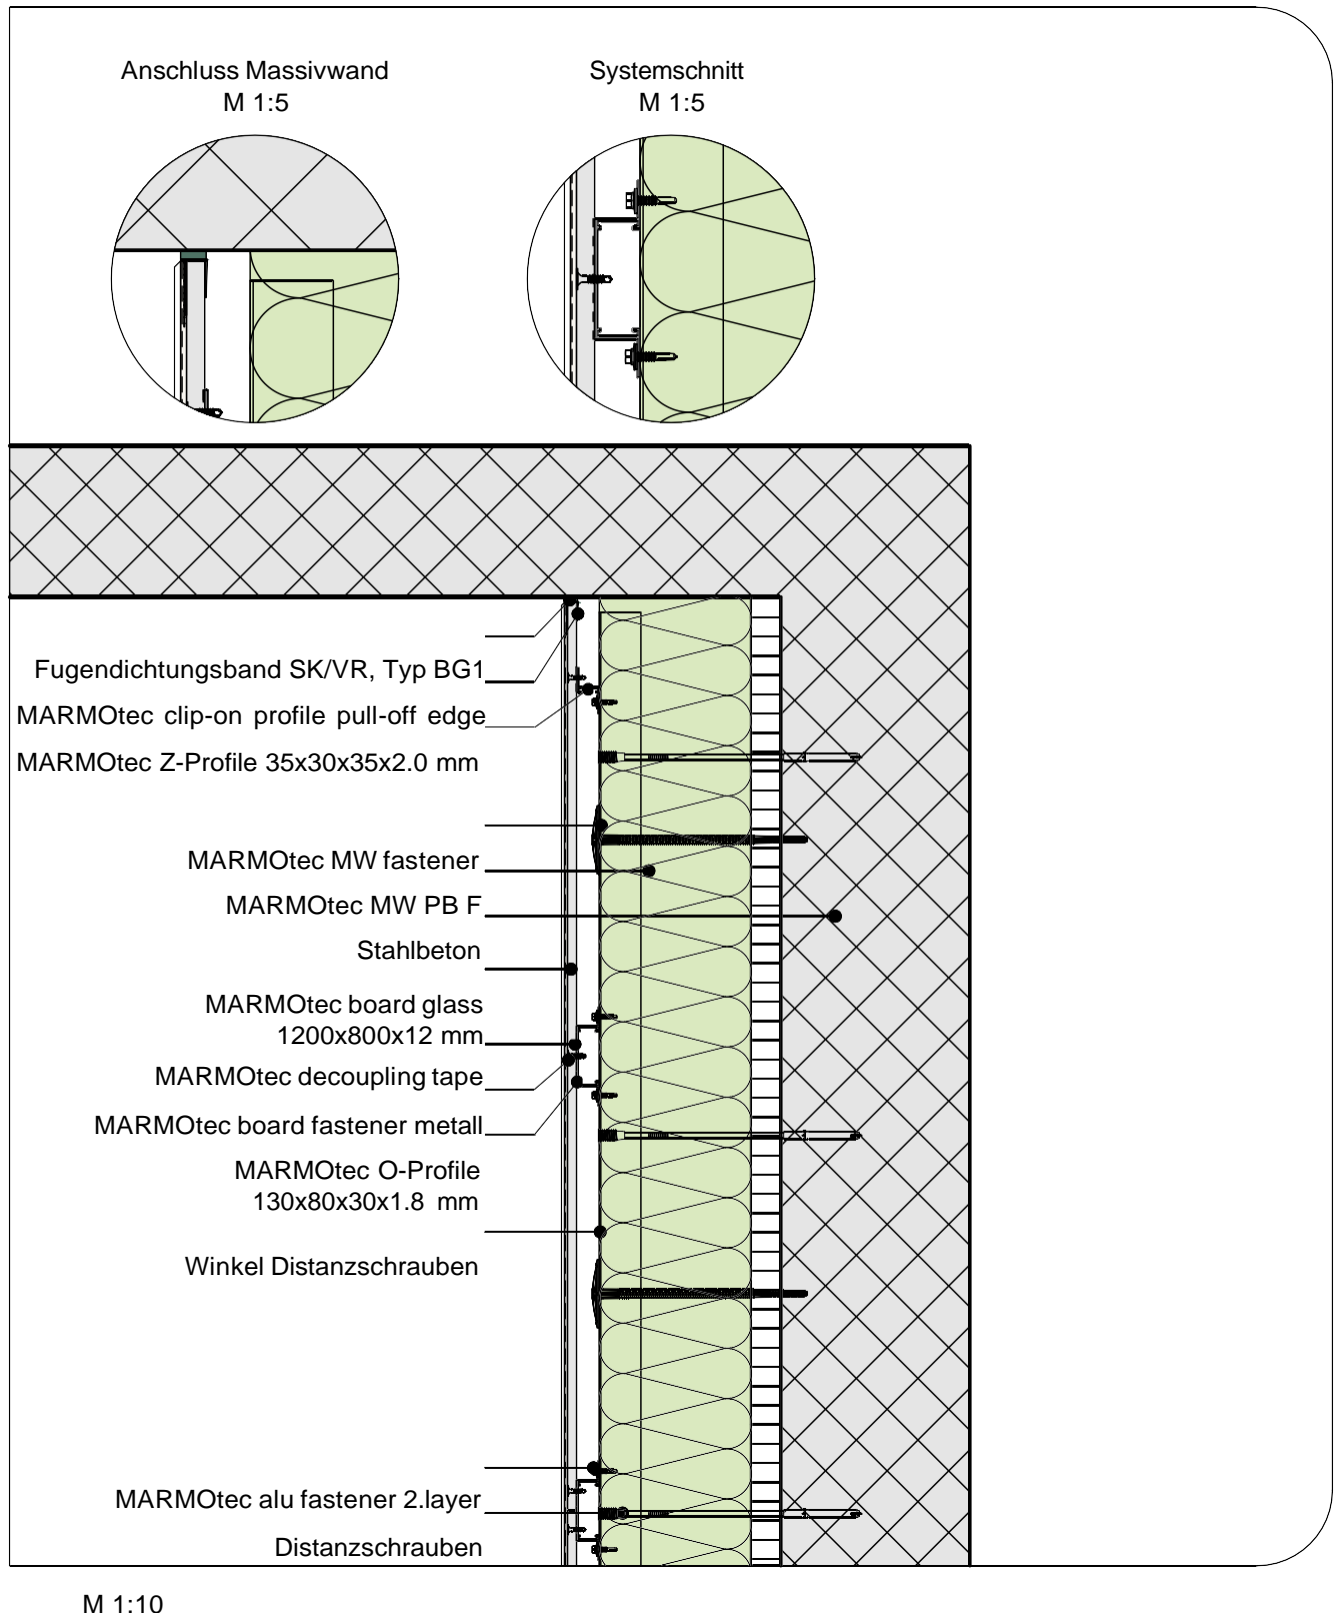 Anschluss Massivwand
M 1:5
Systemschnitt
M 1:5
Fugendichtungsband SK/VR, Typ BG1
MARMOtec clip-on profile pull-off edge
MARMOtec Z-Profile 35x30x35x2.0 mm
MARMOtec MW fastener
MARMOtec MW PB F
Stahlbeton
MARMOtec board glass
1200x800x12 mm
MARMOtec decoupling tape
MARMOtec board fastener metall
MARMOtec O-Profile
130x80x30x1.8 mm
Winkel Distanzschrauben
MARMOtec alu fastener 2.layer
Distanzschrauben
M 1:10